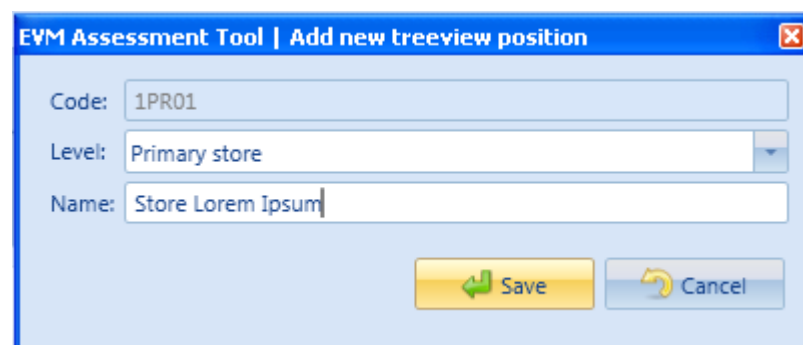 EVM Assessment Tool | Add new treeview position
Code: 1PR01
Level: Primary store
Name: Store Lorem Ipsum
Save Cancel